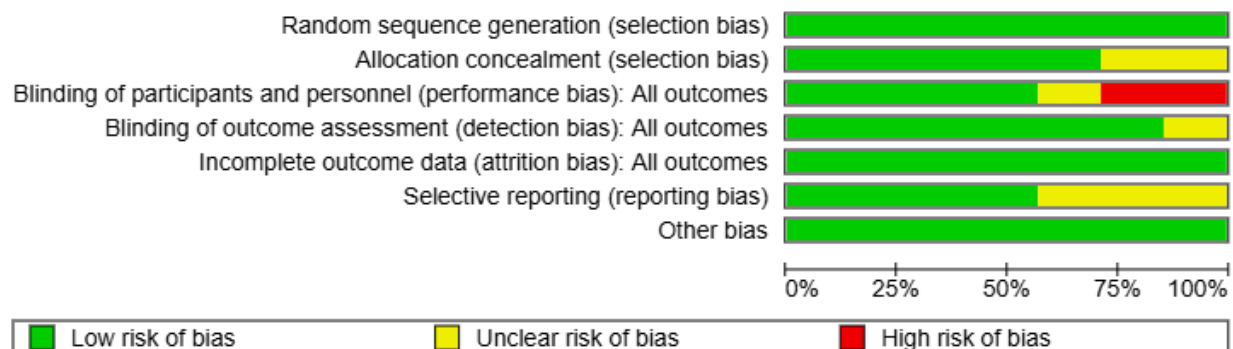 Random sequence generation (selection bias)
Allocation concealment (selection bias)
Blinding of participants and personnel (performance bias): All outcomes
Blinding of outcome assessment (detection bias): All outcomes
Incomplete outcome data (attrition bias): All outcomes
Selective reporting (reporting bias)
Other bias
0% 25% 50% 75% 100%
Low risk of bias Unclear risk of bias High risk of bias